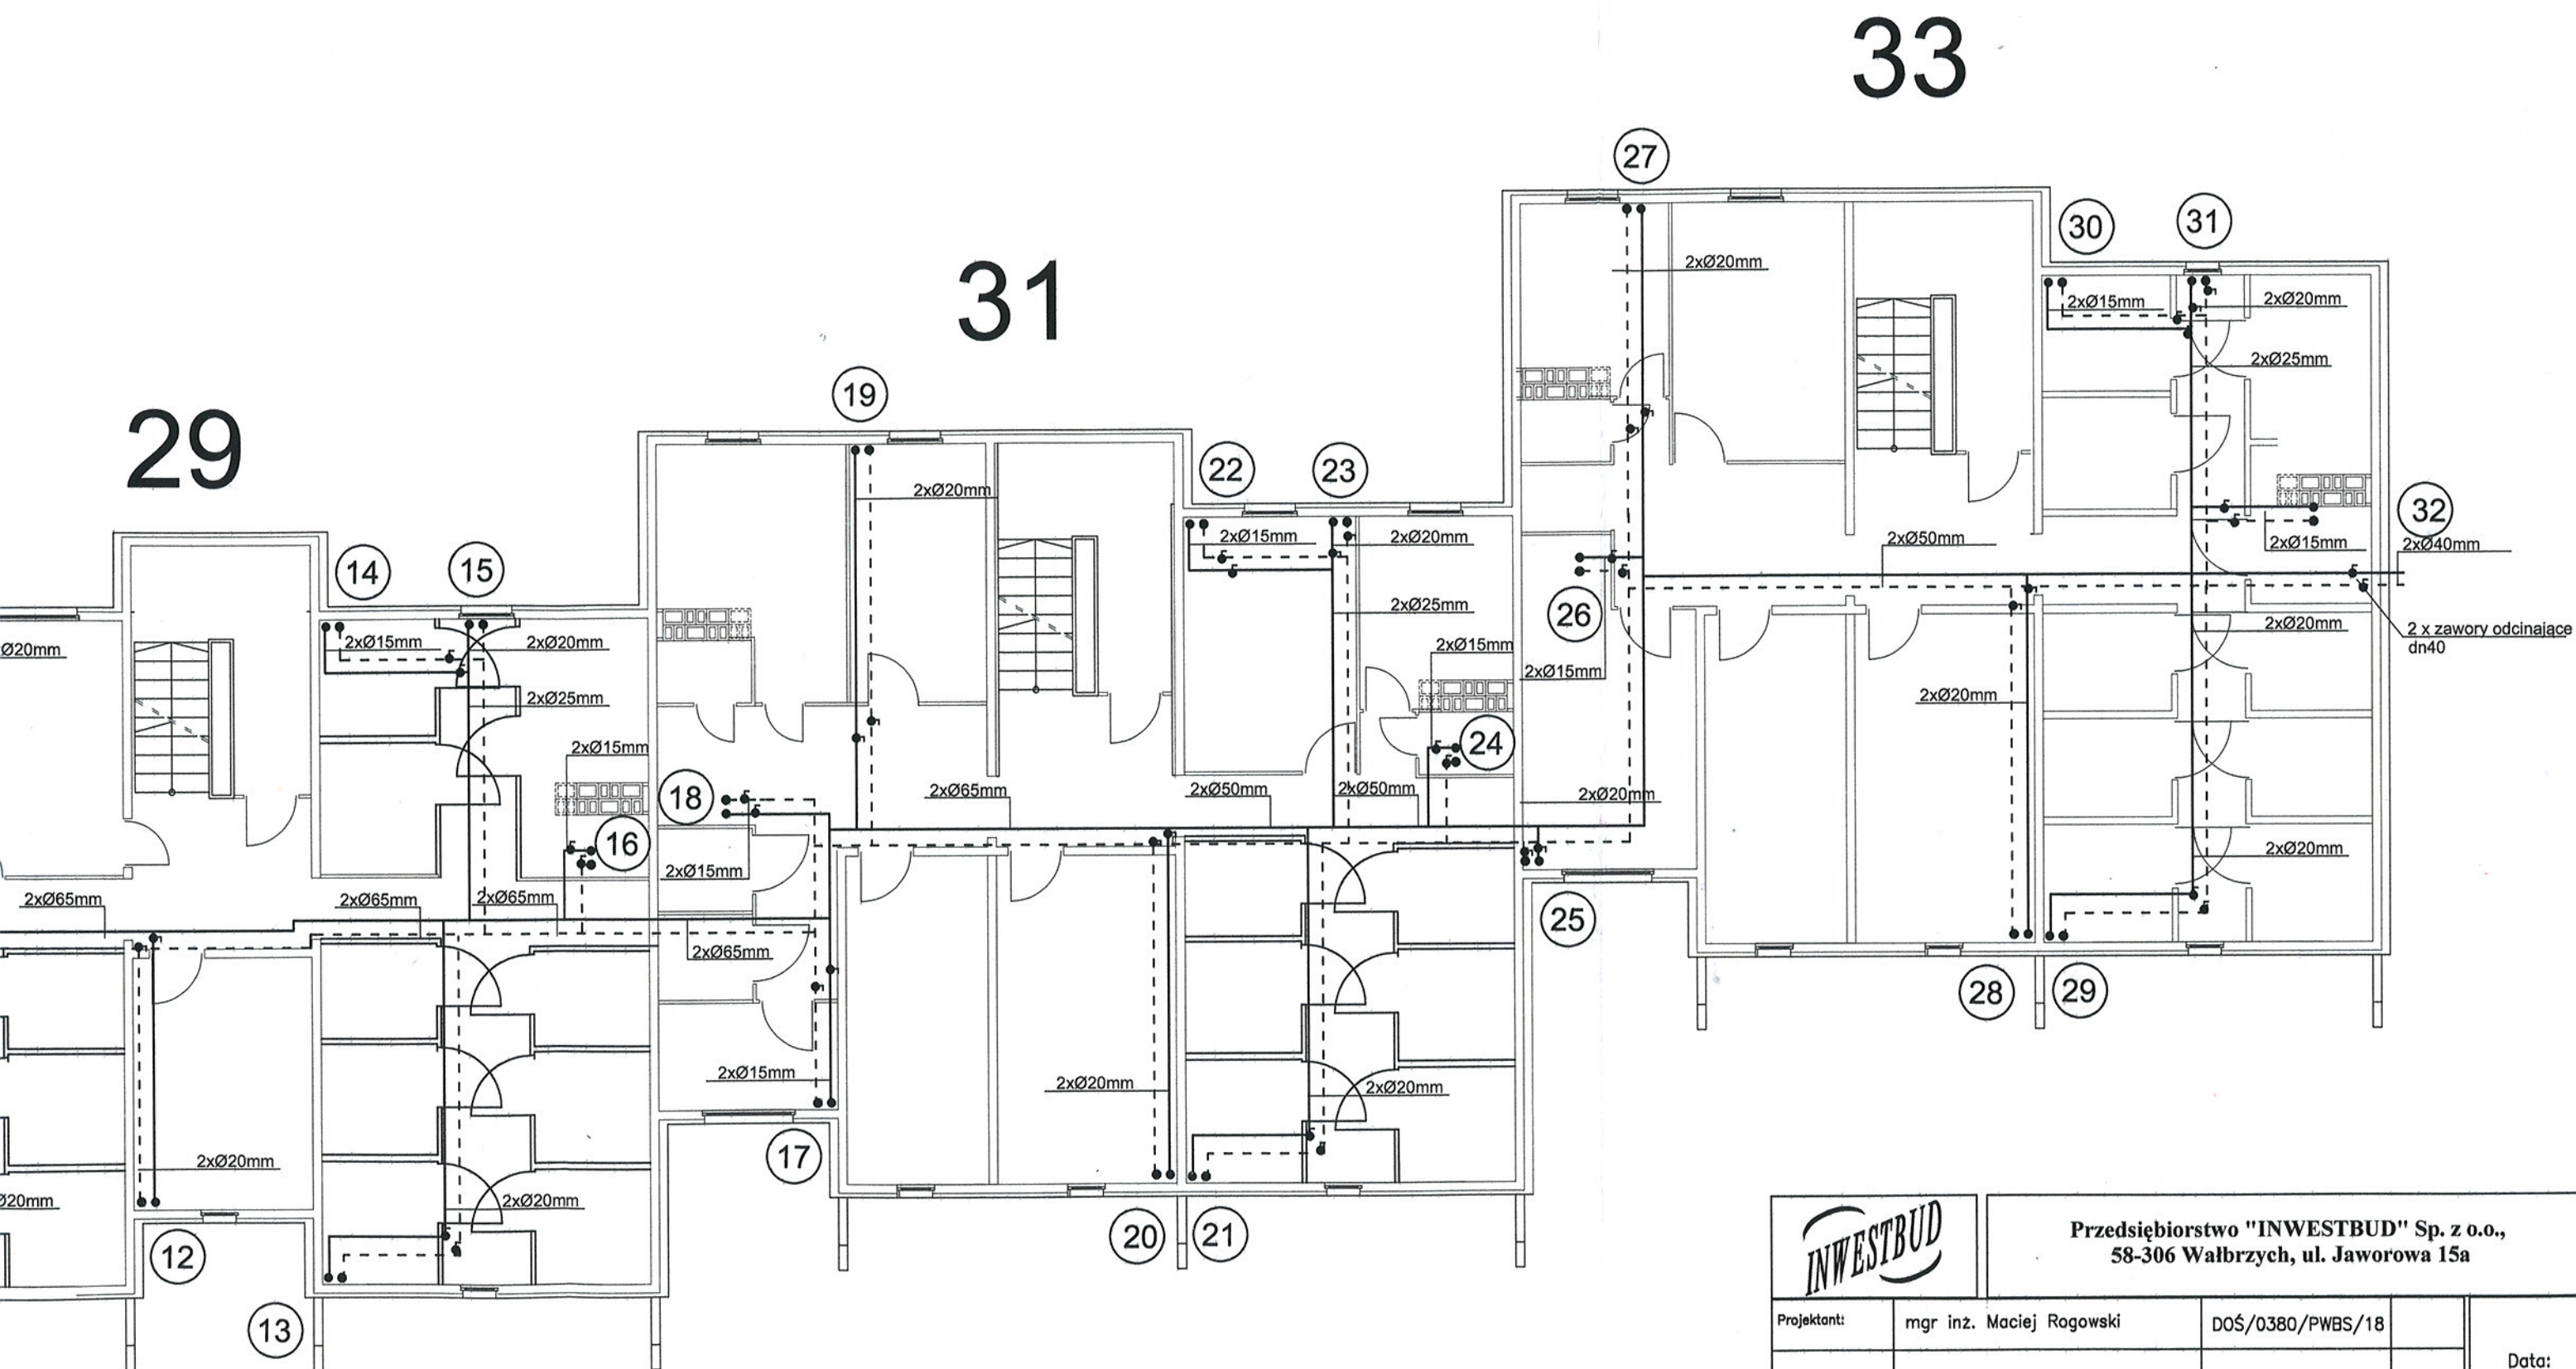 33
27
30
31
2xØ20mm
2xØ15mm
2xØ20mm
31
2xØ25mm
19
29
22
23
2xØ20mm
32
14
15
2xØ15mm
2xØ20mm
2xØ50mm
2xØ15mm
2xØ40mm
26
2xØ25mm
Ø20mm
2xØ15mm
2xØ20mm
2xØ20mm
2 x zawory odcinające
dn40
2xØ15mm
2xØ15mm
2xØ25mm
2xØ20mm
2xØ15mm
24
18
2xØ65mm
2xØ50mm
2xØ50mm
2xØ20mm
16
2xØ15mm
2xØ20mm
2xØ65mm
2xØ65mm
2xØ65mm
25
2xØ65mm
28
29
2xØ15mm
2xØ20mm
2xØ20mm
17
2xØ20mm
Ø20mm
2xØ20mm
12
20
21
13
INWESTBUD
Przedsiębiorstwo "INWESTBUD" Sp. z o.o.,
58-306 Wałbrzych, ul. Jaworowa 15a
Projektant:
mgr inż. Maciej Rogowski
DOŚ/0380/PWBS/18
Data: